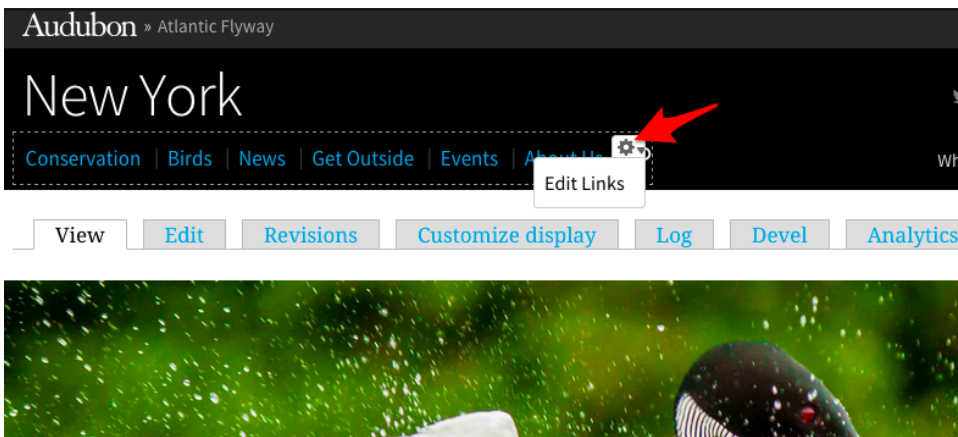 Audubon » Atlantic Flyway
New York
Conservation | Birds | News | Get Outside | Events | About Us
Edit Links
View Edit Revisions Customize display Log Devel Analytics